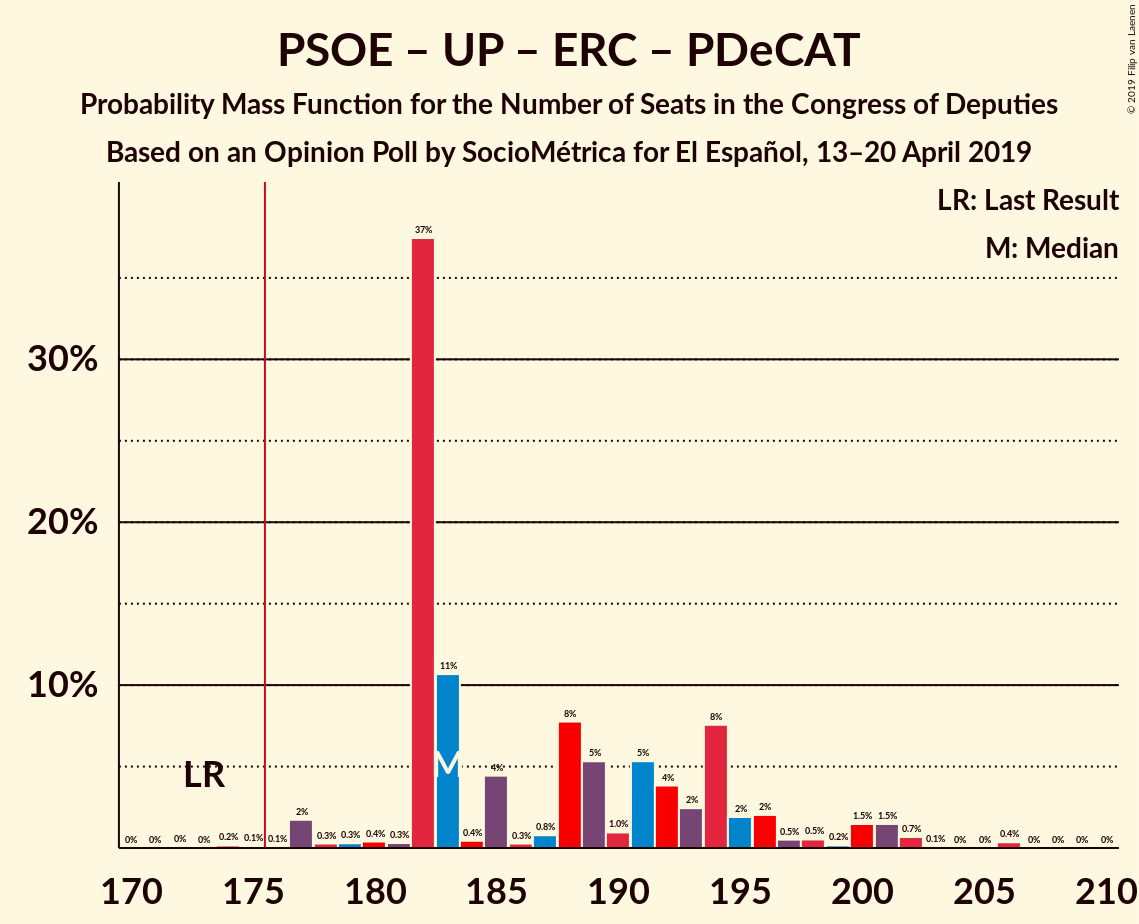 PSOE – UP – ERC – PDeCAT
Probability Mass Function for the Number of Seats in the Congress of Deputies
Based on an Opinion Poll by SocioMétrica for El Español, 13–20 April 2019
© 2019 Filip van Laenen
LR: Last Result
M: Median
30%
20%
10%
LR
M
0% 0% 0% 0% 0.2% 0.1% 0.1% 2% 0.3% 0.3% 0.4% 0.3% 37% 11% 0.4% 4% 0.3% 0.8% 8% 5% 1.0% 5% 4% 2% 8% 2% 2% 0.5% 0.5% 0.2% 1.5% 1.5% 0.7% 0.1% 0% 0% 0.4% 0% 0% 0% 0%
170 175 180 185 190 195 200 205 210